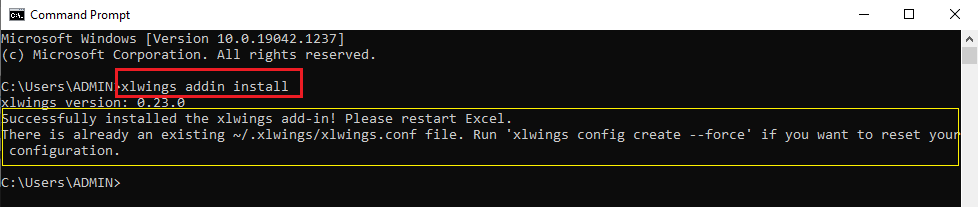 Command Prompt
Microsoft Windows [Version 10.0.19042.1237]
(c) Microsoft Corporation. All rights reserved.
C:\Users\ADMIN>xlwings addin install
xlwings version: 0.23.0
Successfully installed the xlwings add-in! Please restart Excel.
There is already an existing ~/.xlwings/xlwings.conf file. Run 'xlwings config create --force' if you want to reset your
configuration.
C:\Users\ADMIN>